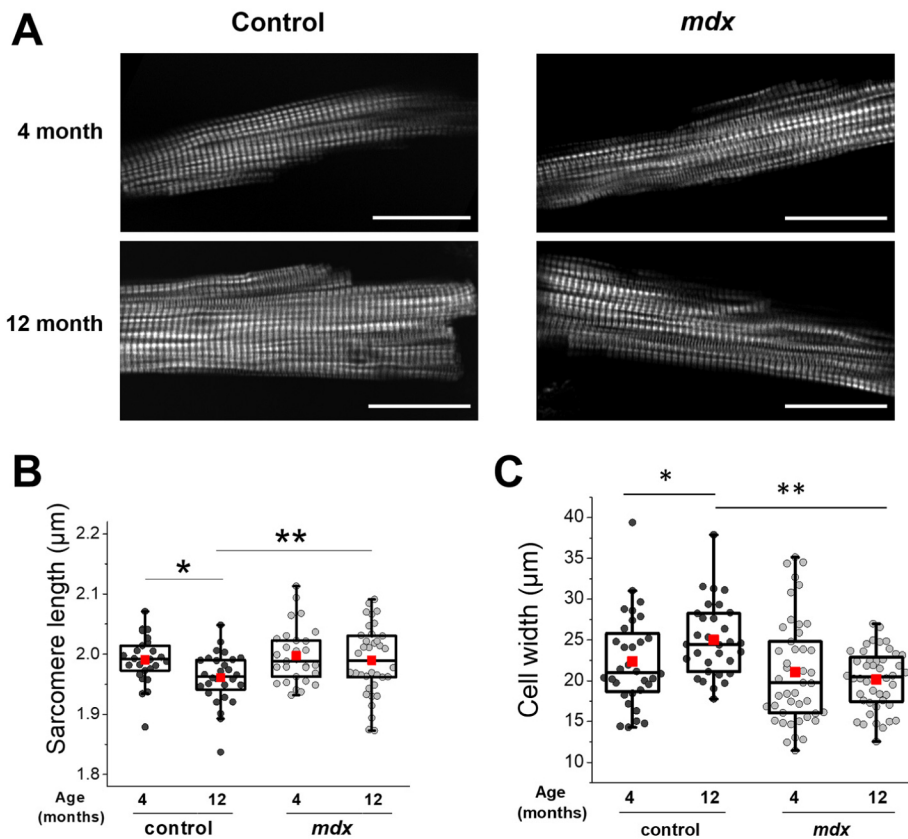 A
Control
mdx
4 month
12 month
B
Sarcomere length (μm)
2.2
2.1
2.0
1.9
1.8
*
**
Age
(months)
4
12
4
12
control
mdx
C
Cell width (μm)
40
35
30
25
20
15
10
*
**
Age
(months)
4
12
4
12
control
mdx